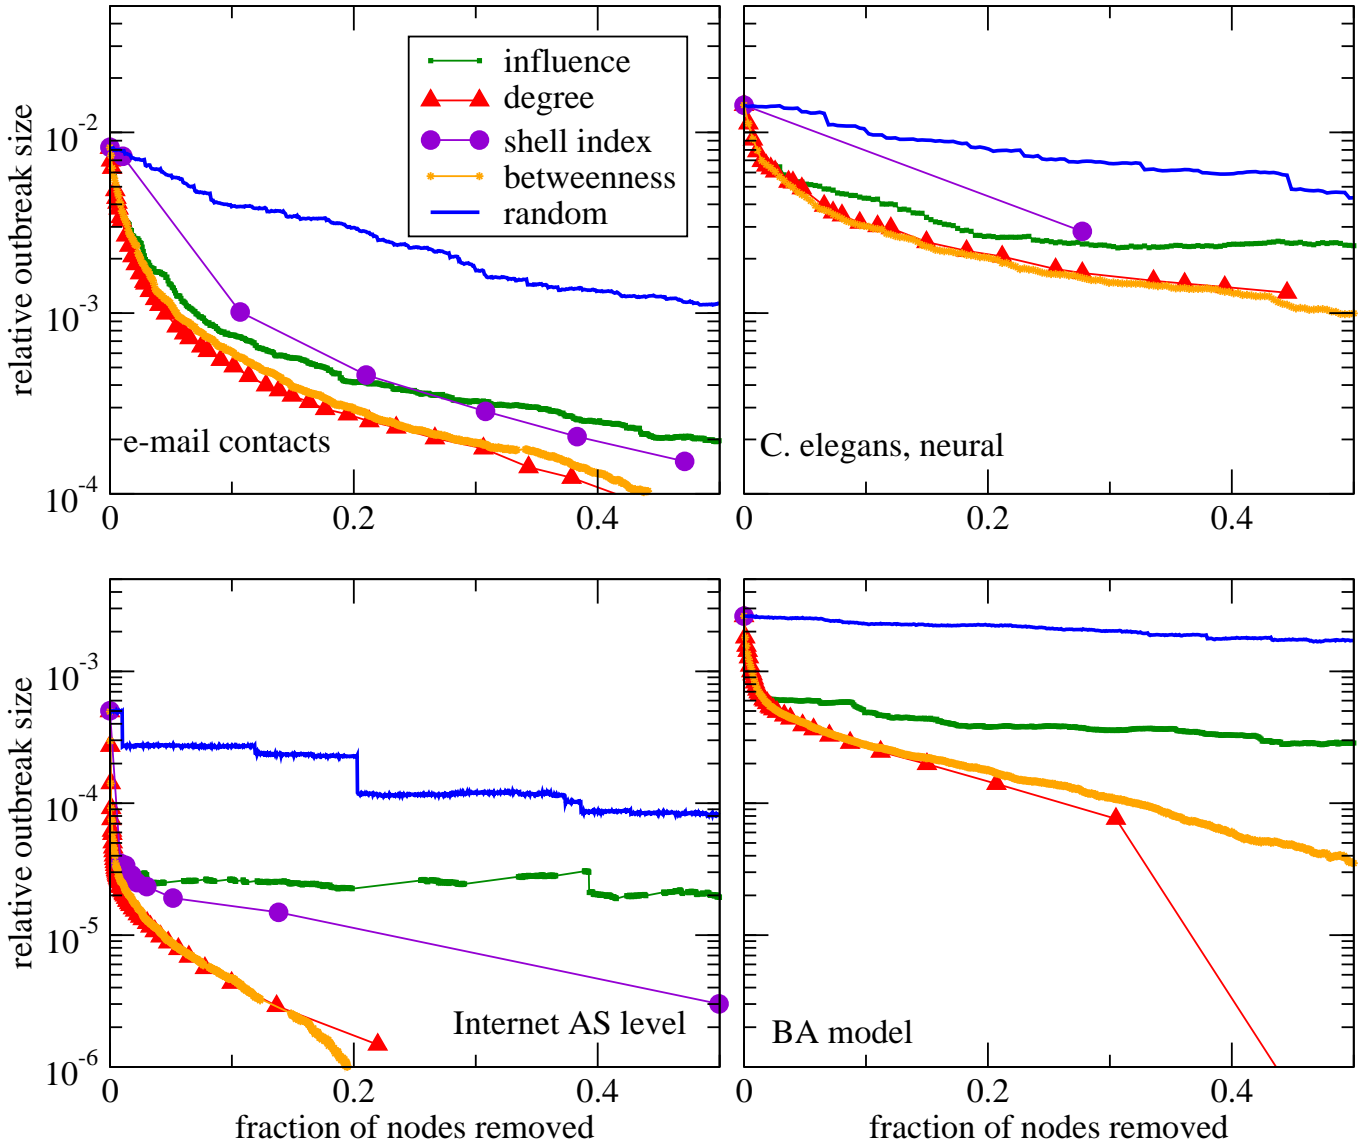 relative outbreak size
10^-2
10^-3
10^-4
influence
degree
shell index
betweenness
random
e-mail contacts
0
0.2
0.4
C. elegans, neural
0
0.2
0.4
relative outbreak size
10^-3
10^-4
10^-5
10^-6
Internet AS level
0
0.2
0.4
fraction of nodes removed
BA model
0
0.2
0.4
fraction of nodes removed